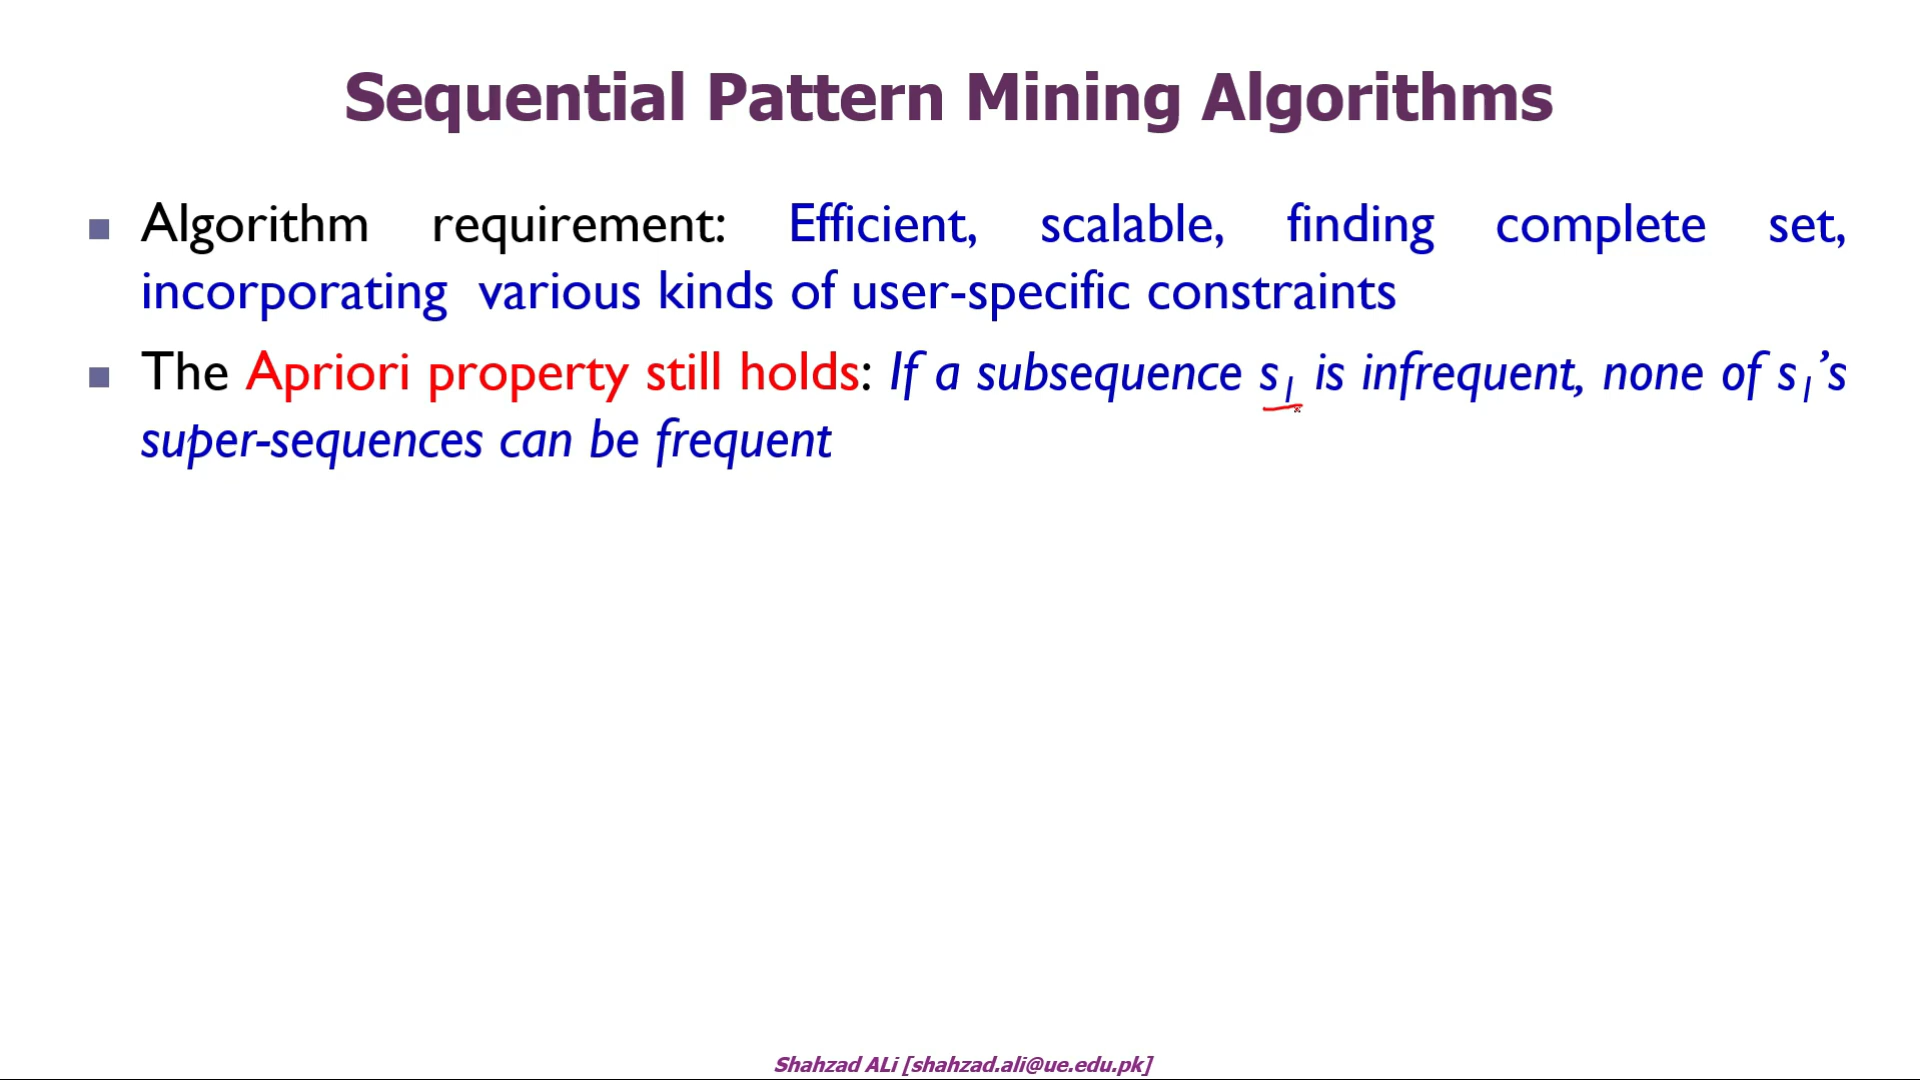 Sequential Pattern Mining Algorithms
Algorithm requirement: Efficient, scalable, finding complete set,
incorporating various kinds of user-specific constraints
The Apriori property still holds: If a subsequence s₁ is infrequent, none of s₁’s
super-sequences can be frequent
Shahzad ALi [shahzad.ali@ue.edu.pk]